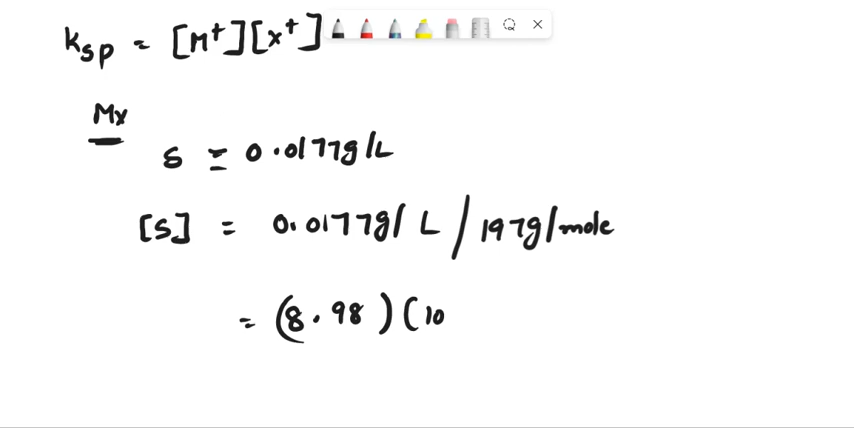 Ksp = [M+][X+]
MX
S = 0.0177g/L
[S] = 0.0177g/L / 197g/mole
= (8.98)(10